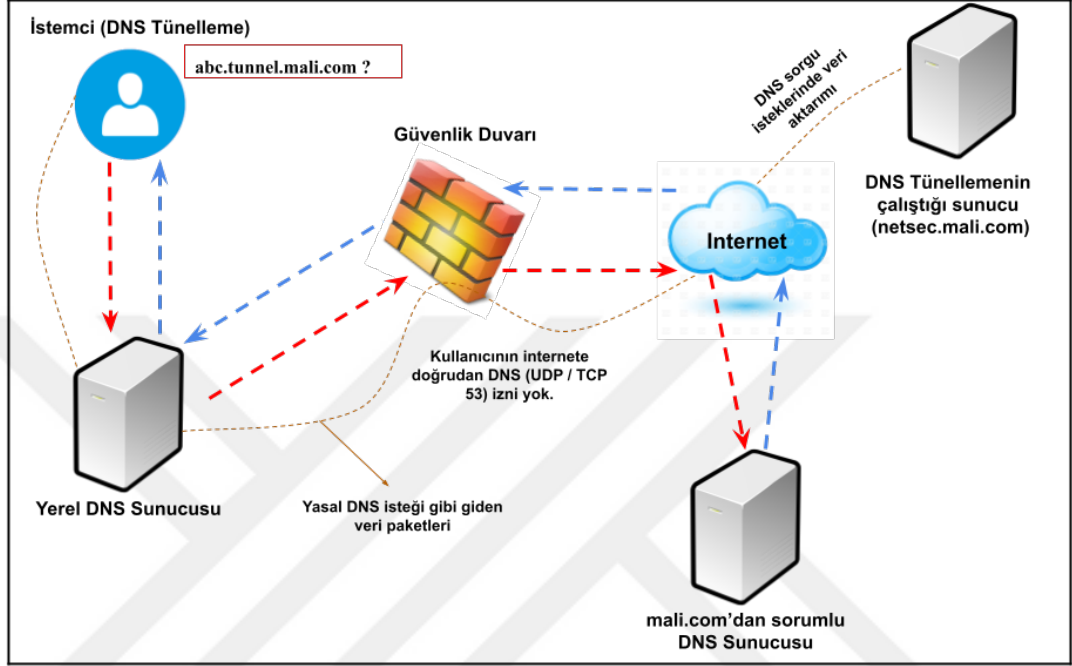 İstemci (DNS Tünelleme)
abc.tunnel.mali.com ?
Güvenlik Duvarı
DNS sorgu
isteklerinde veri
aktarımı
DNS Tünellemenin
çalıştığı sunucu
(netsec.mali.com)
Internet
Kullanıcının internete
doğrudan DNS (UDP / TCP
53) izni yok.
Yerel DNS Sunucusu
Yasal DNS isteği gibi giden
veri paketleri
mali.com'dan sorumlu
DNS Sunucusu